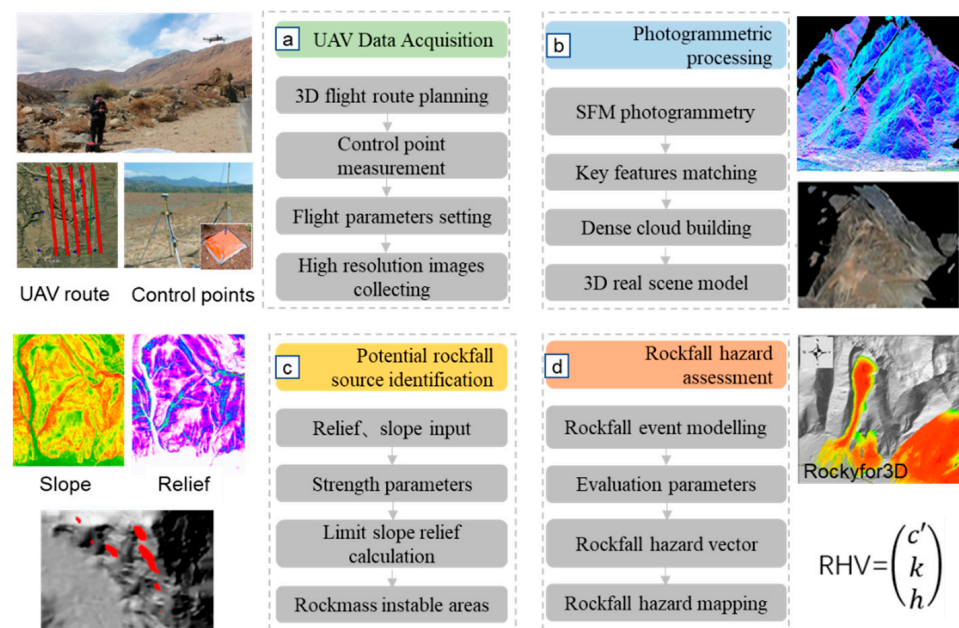 a
UAV Data Acquisition
3D flight route planning
Control point
measurement
Flight parameters setting
High resolution images
collecting
UAV route
Control points
b
Photogrammetric
processing
SFM photogrammetry
Key features matching
Dense cloud building
3D real scene model
c
Potential rockfall
source identification
Relief、slope input
Strength parameters
Limit slope relief
calculation
Rockmass instable areas
Slope
Relief
d
Rockfall hazard
assessment
Rockfall event modelling
Evaluation parameters
Rockfall hazard vector
Rockfall hazard mapping
Rockyfor3D
RHV=
c′
k
h